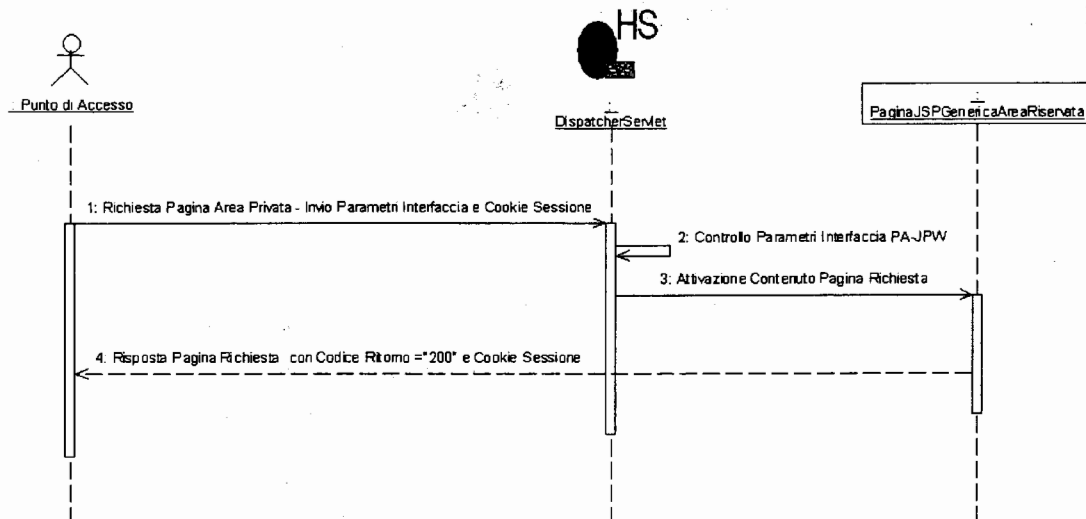 HS
: Punto di Accesso
DispatcherServlet
PaginaJSPGenericaAreaRiservata
1: Richiesta Pagina Area Privata - Invio Parametri Interfaccia e Cookie Sessione
2: Controllo Parametri Interfaccia PA-JPW
3: Attivazione Contenuto Pagina Richiesta
4: Risposta Pagina Richiesta con Codice Ritorno ="200" e Cookie Sessione